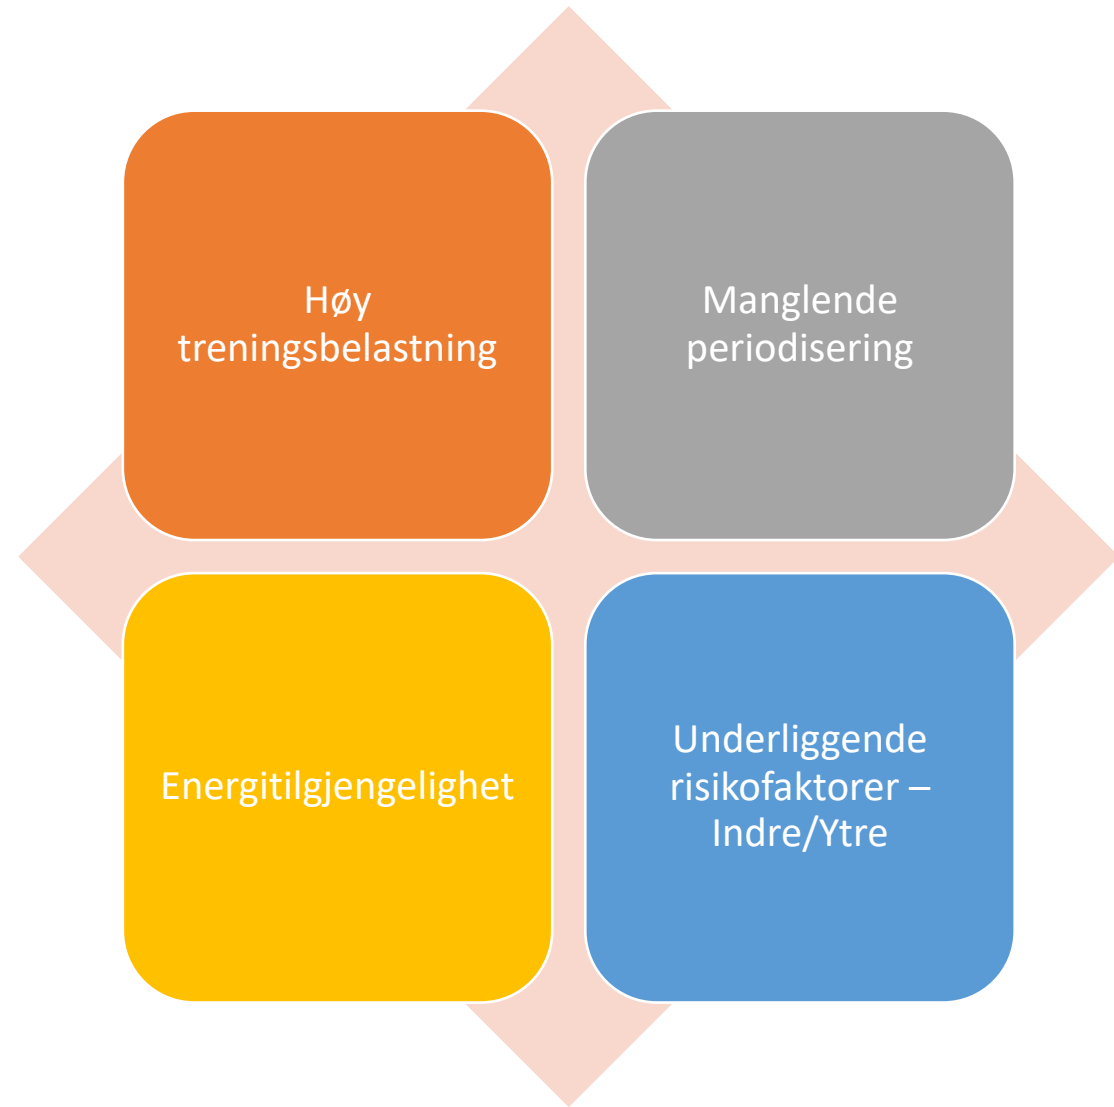 Høy
treningsbelastning
Manglende
periodisering
Energitilgjengelighet
Underliggende
risikofaktorer –
Indre/Ytre